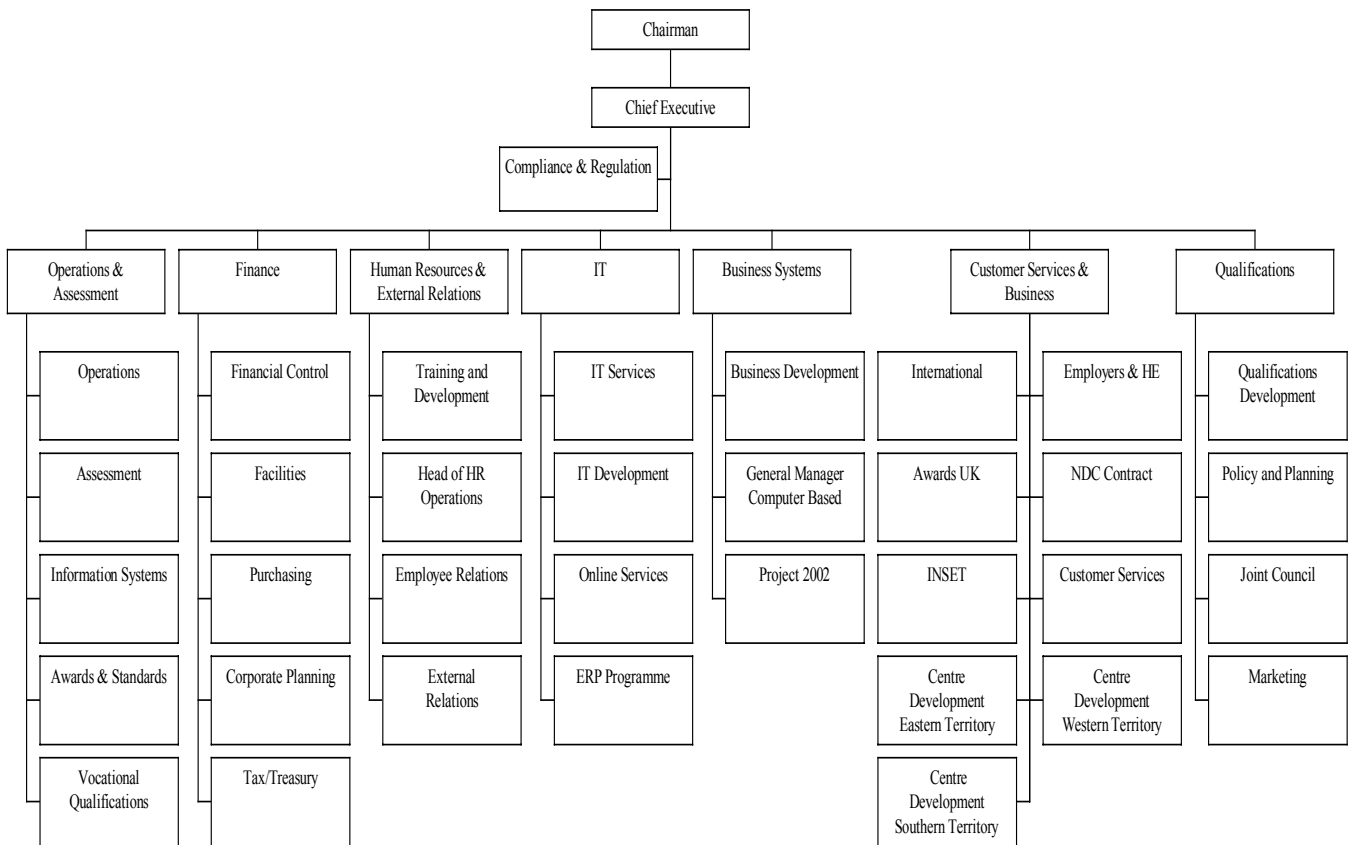 Chairman
Chief Executive
Compliance & Regulation
Operations &
Assessment
Finance
Human Resources &
External Relations
IT
Business Systems
Customer Services &
Business
Qualifications
Operations
Assessment
Information Systems
Awards & Standards
Vocational
Qualifications
Financial Control
Facilities
Purchasing
Corporate Planning
Tax/Treasury
Training and
Development
Head of HR
Operations
Employee Relations
External
Relations
IT Services
IT Development
Online Services
ERP Programme
Business Development
General Manager
Computer Based
Project 2002
International
Awards UK
INSET
Centre
Development
Eastern Territory
Centre
Development
Southern Territory
Employers & HE
NDC Contract
Customer Services
Centre
Development
Western Territory
Qualifications
Development
Policy and Planning
Joint Council
Marketing